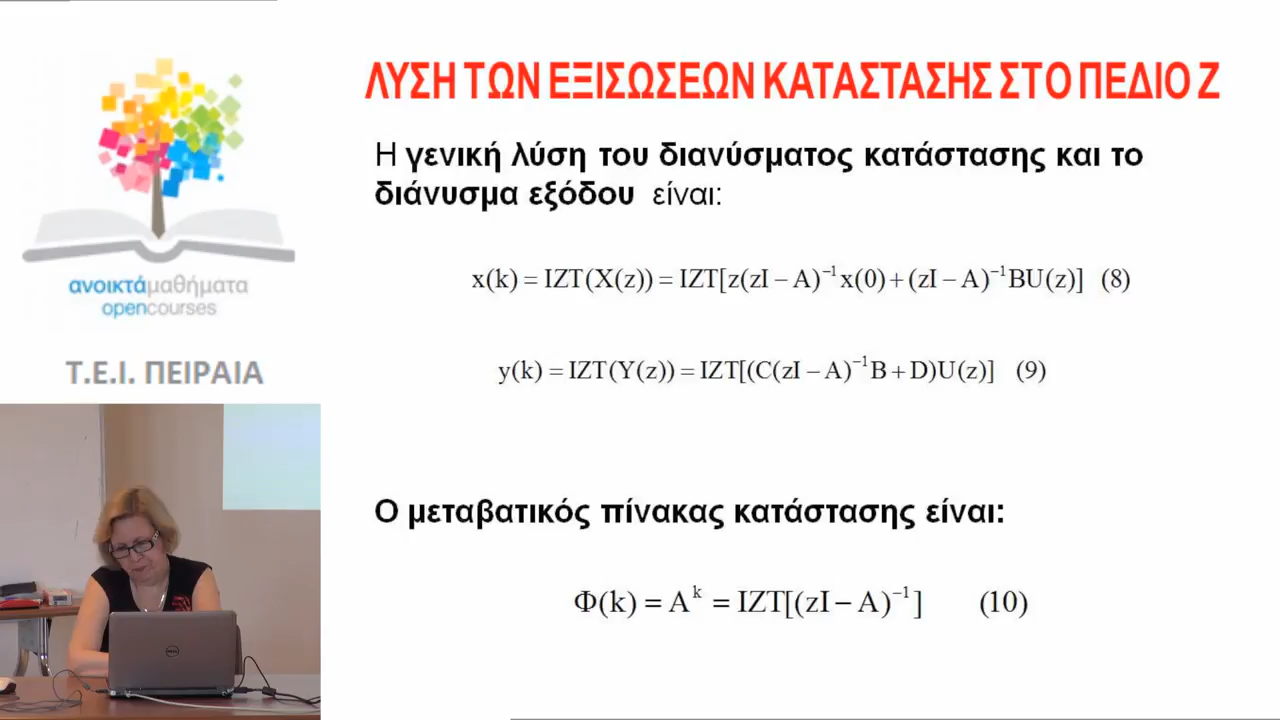 ΛΥΣΗ ΤΩΝ ΕΞΙΣΩΣΕΩΝ ΚΑΤΑΣΤΑΣΗΣ ΣΤΟ ΠΕΔΙΟ Ζ
Η γενική λύση του διανύσματος κατάστασης και το
διάνυσμα εξόδου είναι:
x(k) = IZT(X(z)) = IZT[z(zI − A)⁻¹x(0) + (zI − A)⁻¹BU(z)] (8)
y(k) = IZT(Y(z)) = IZT[(C(zI − A)⁻¹B + D)U(z)] (9)
Ο μεταβατικός πίνακας κατάστασης είναι:
Φ(k) = Aᵏ = IZT[(zI − A)⁻¹] (10)
ανοικτάμαθήματα
opencourses
Τ.Ε.Ι. ΠΕΙΡΑΙΑ
DELL